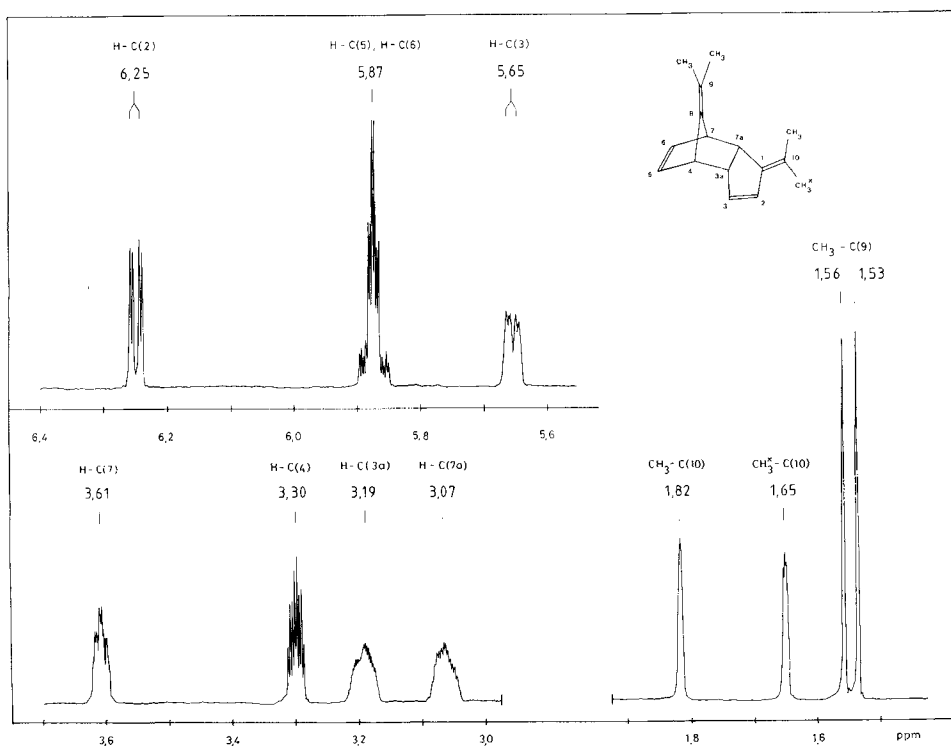 H-C(2)
6,25
H-C(5), H-C(6)
5,87
H-C(3)
5,65
CH3
CH3
9
8
7
7a
6
5
4
3a
1
10
CH3
CH3x
3
2
6,4
6,2
6,0
5,8
5,6
CH3 - C(9)
1,56
1,53
H-C(7)
3,61
H-C(4)
3,30
H-C(3a)
3,19
H-C(7a)
3,07
CH3-C(10)
1,82
CH3x-C(10)
1,65
3,6
3,4
3,2
3,0
1,8
1,6
ppm